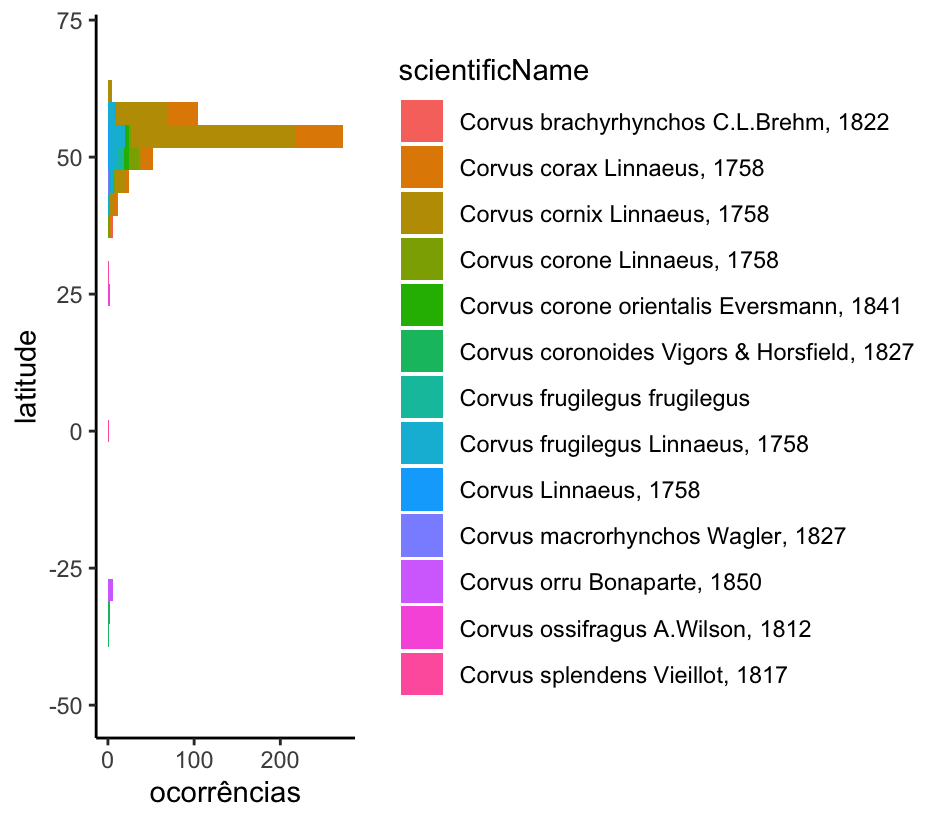 75
50
25
0
-25
-50
latitude
0 100 200
ocorrências
scientificName
Corvus brachyrhynchos C.L.Brehm, 1822
Corvus corax Linnaeus, 1758
Corvus cornix Linnaeus, 1758
Corvus corone Linnaeus, 1758
Corvus corone orientalis Eversmann, 1841
Corvus coronoides Vigors & Horsfield, 1827
Corvus frugilegus frugilegus
Corvus frugilegus Linnaeus, 1758
Corvus Linnaeus, 1758
Corvus macrorhynchos Wagler, 1827
Corvus orru Bonaparte, 1850
Corvus ossifragus A.Wilson, 1812
Corvus splendens Vieillot, 1817